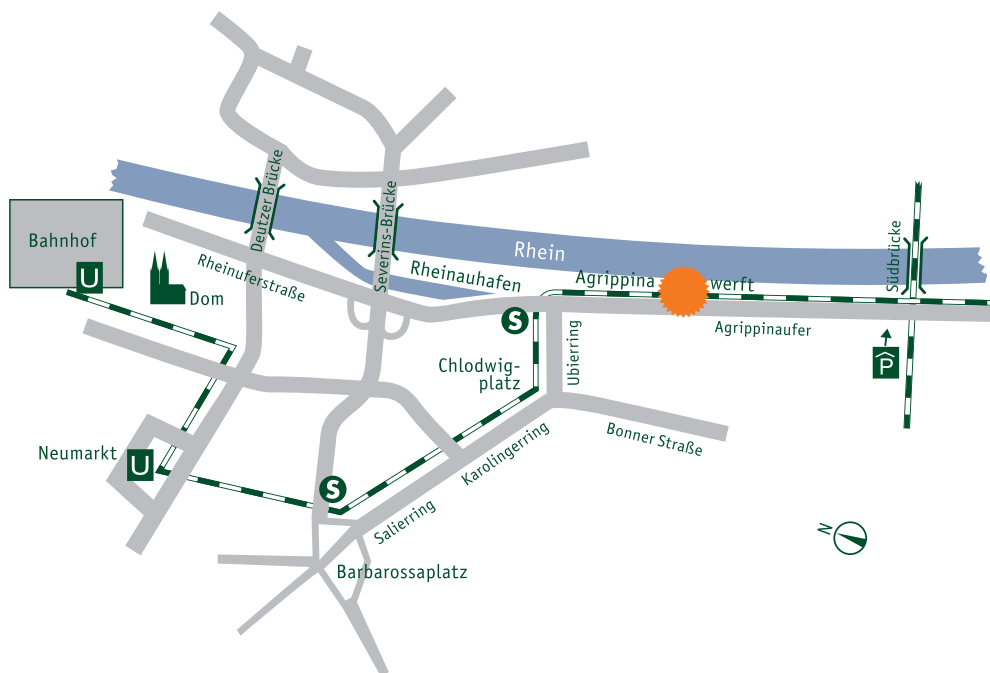 Deutzer Brücke
Severins-Brücke
Rhein
Südbrücke
Bahnhof
U
Dom
Rheinuferstraße
Rheinauhafen
Agrippina werft
S
Ubierring
Agrippinaufer
P
Chlodwig-
platz
Neumarkt
U
Karolingerring
Bonner Straße
S
Salierring
N
Barbarossaplatz